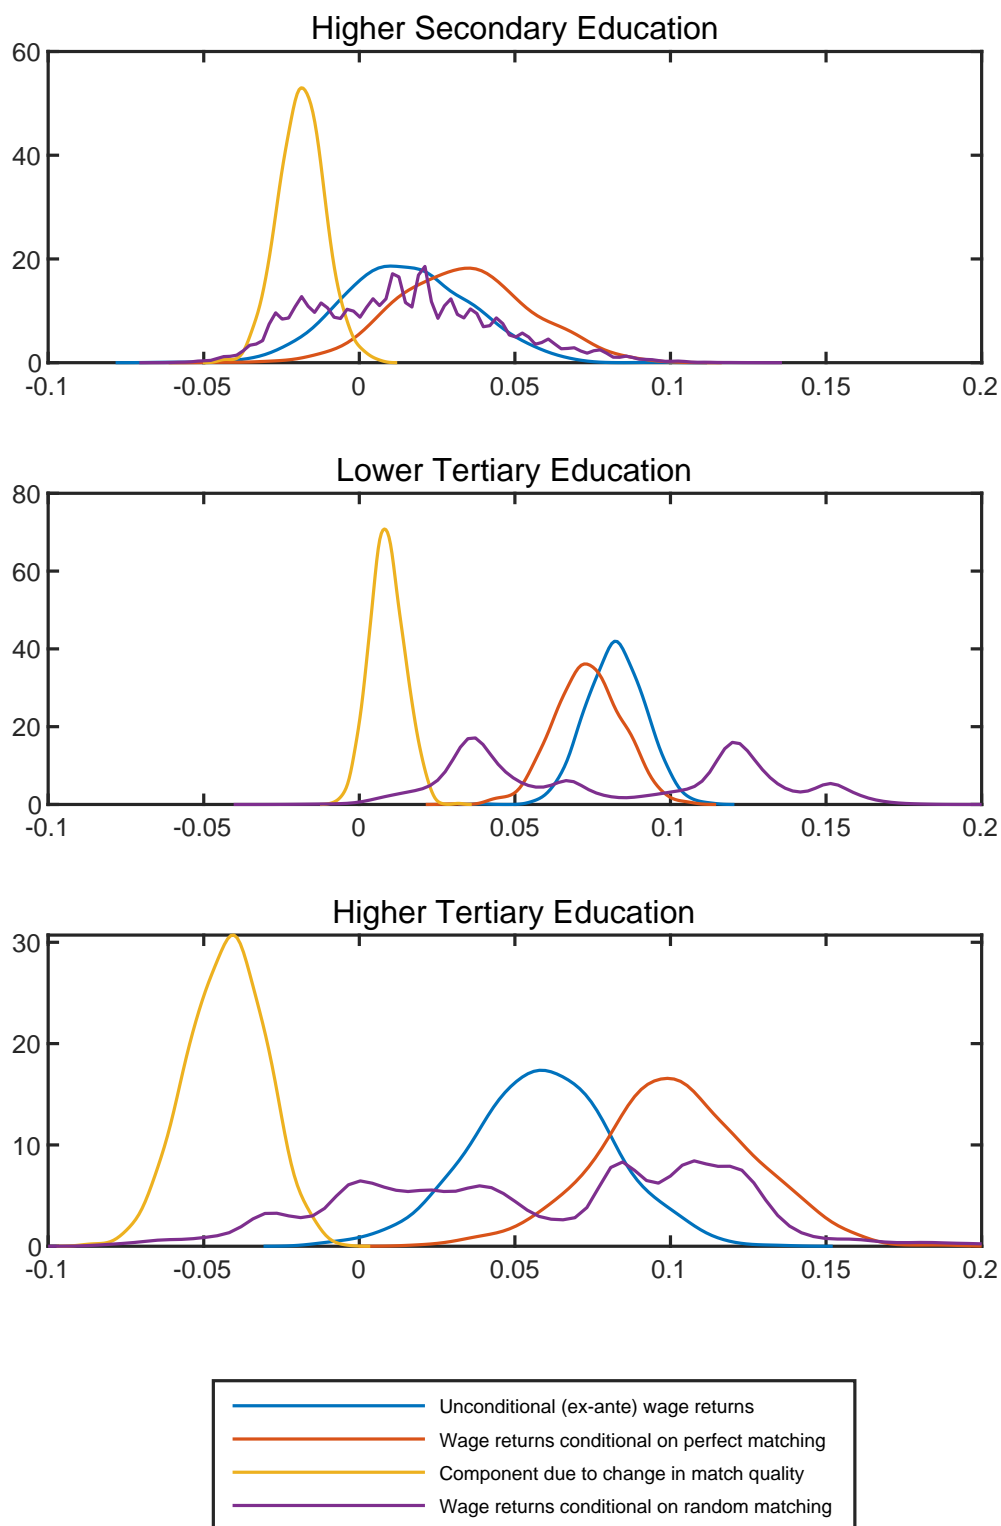 Higher Secondary Education
60
40
20
0
-0.1 -0.05 0 0.05 0.1 0.15 0.2
Lower Tertiary Education
80
60
40
20
0
-0.1 -0.05 0 0.05 0.1 0.15 0.2
Higher Tertiary Education
30
20
10
0
-0.1 -0.05 0 0.05 0.1 0.15 0.2
Unconditional (ex-ante) wage returns
Wage returns conditional on perfect matching
Component due to change in match quality
Wage returns conditional on random matching